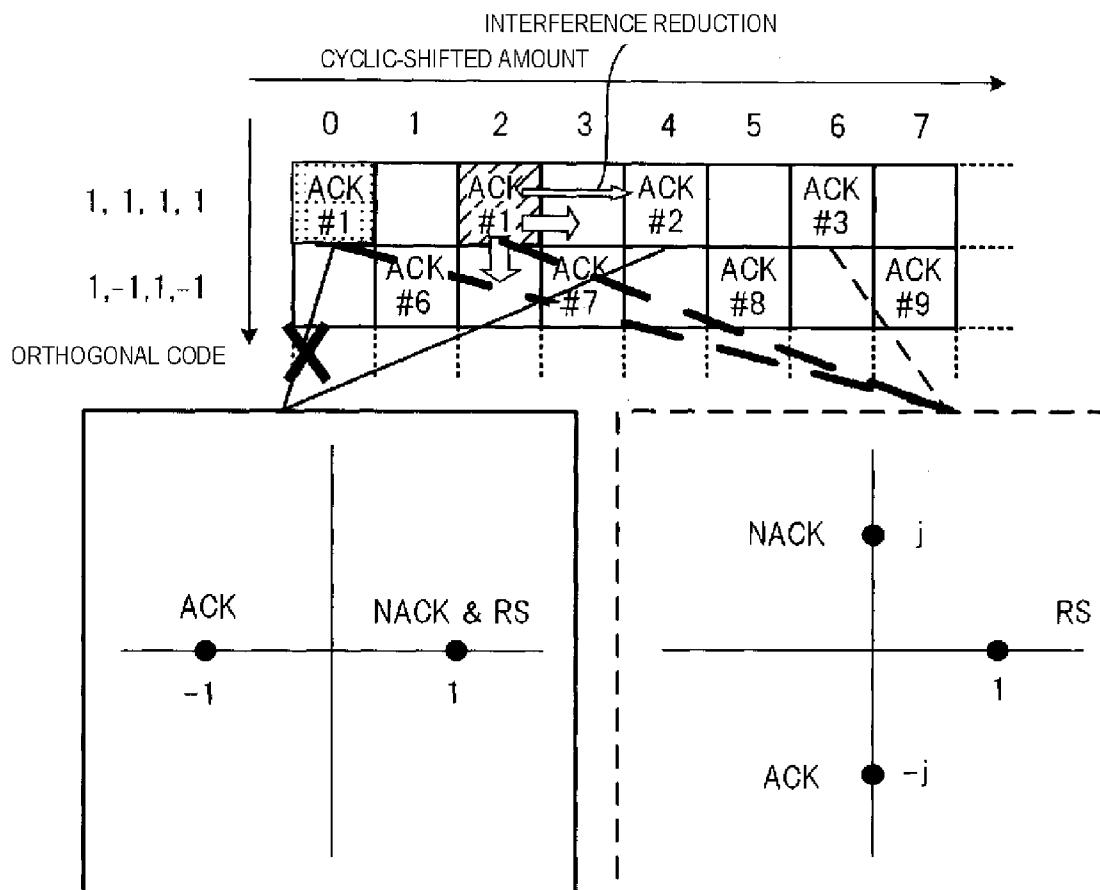 INTERFERENCE REDUCTION
CYCLIC-SHIFTED AMOUNT
0 1 2 3 4 5 6 7
1, 1, 1, 1
ACK #1
ACK #1
ACK #2
ACK #3
1,-1,1,-1
ACK #6
ACK #7
ACK #8
ACK #9
ORTHOGONAL CODE
ACK
NACK & RS
-1
1
NACK
j
RS
1
ACK
-j